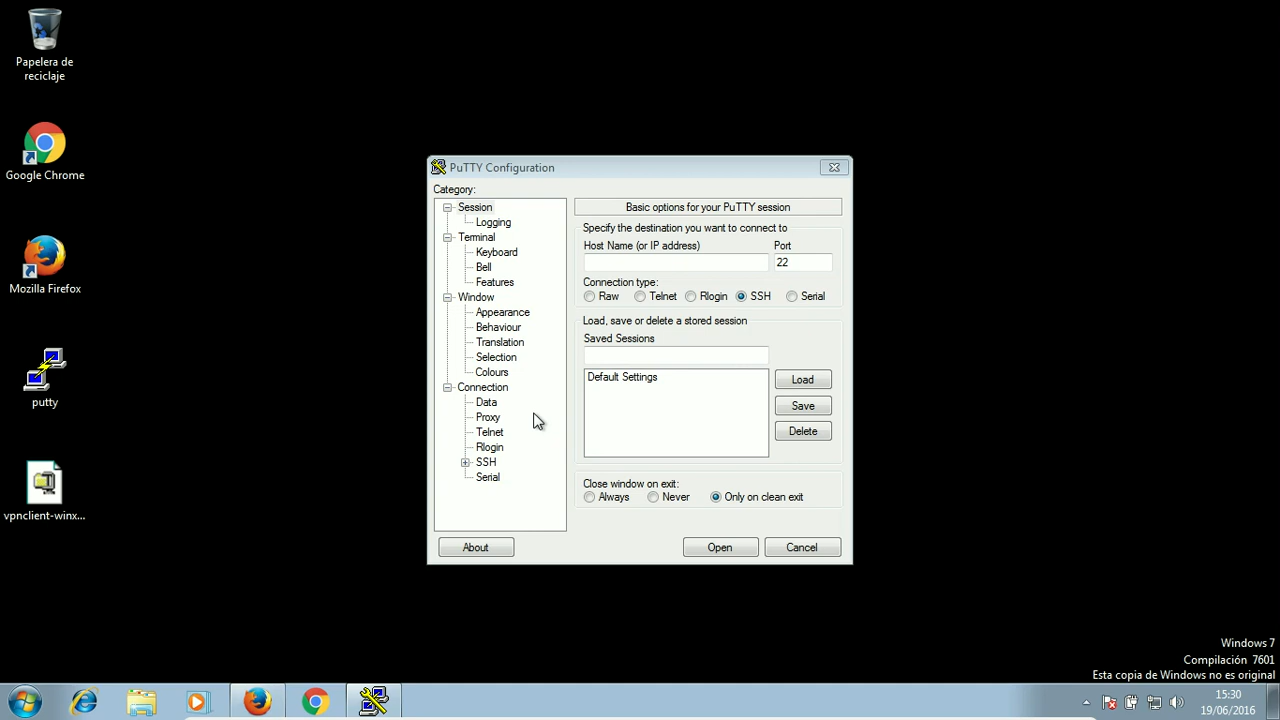 Papelera de
reciclaje
Google Chrome
Mozilla Firefox
putty
vpnclient-winx...
PuTTY Configuration
Category:
Session
Logging
Terminal
Keyboard
Bell
Features
Window
Appearance
Behaviour
Translation
Selection
Colours
Connection
Data
Proxy
Telnet
Rlogin
SSH
Serial
Basic options for your PuTTY session
Specify the destination you want to connect to
Host Name (or IP address) Port
22
Connection type:
Raw Telnet Rlogin SSH Serial
Load, save or delete a stored session
Saved Sessions
Default Settings
Load
Save
Delete
Close window on exit:
Always Never Only on clean exit
About Open Cancel
Windows 7
Compilación 7601
Esta copia de Windows no es original
15:30
19/06/2016